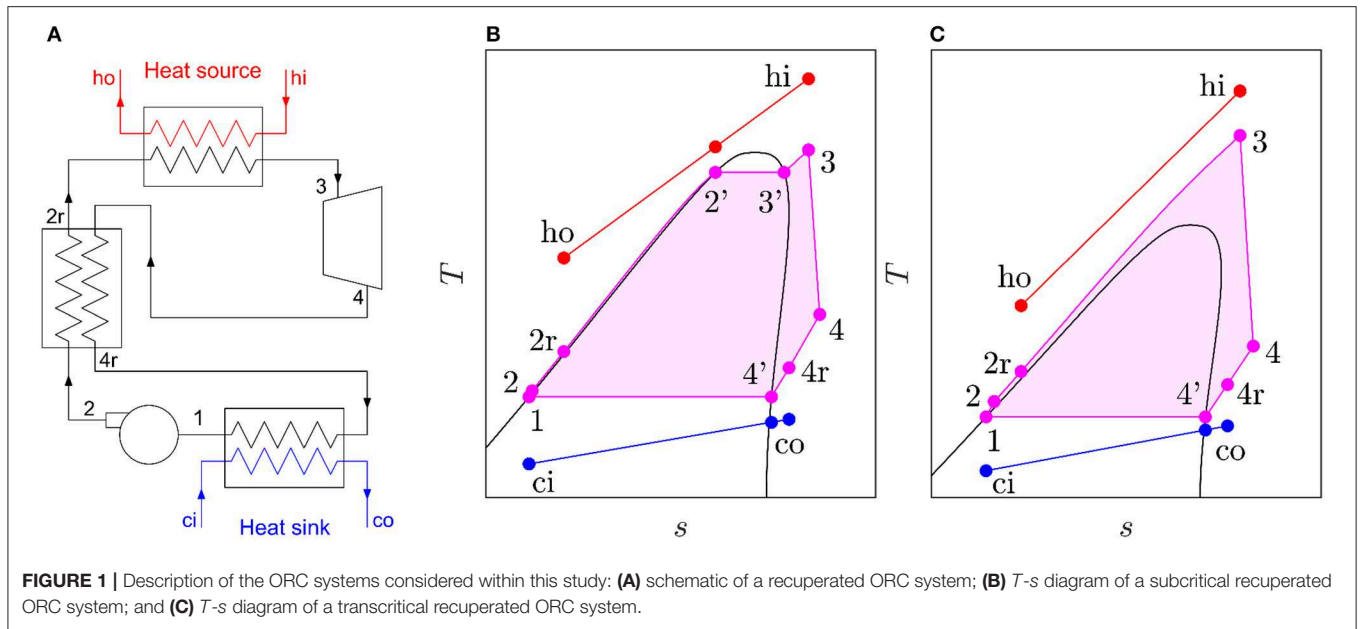 A
ho
hi
Heat source
3
2r
4
4r
2
1
ci
co
Heat sink
B
hi
3
2’
3’
ho
T
2r
4
4’
4r
2
1
co
ci
s
C
hi
3
ho
T
2r
4
2
4’
4r
1
co
ci
s
FIGURE 1 | Description of the ORC systems considered within this study: (A) schematic of a recuperated ORC system; (B) T-s diagram of a subcritical recuperated
ORC system; and (C) T-s diagram of a transcritical recuperated ORC system.